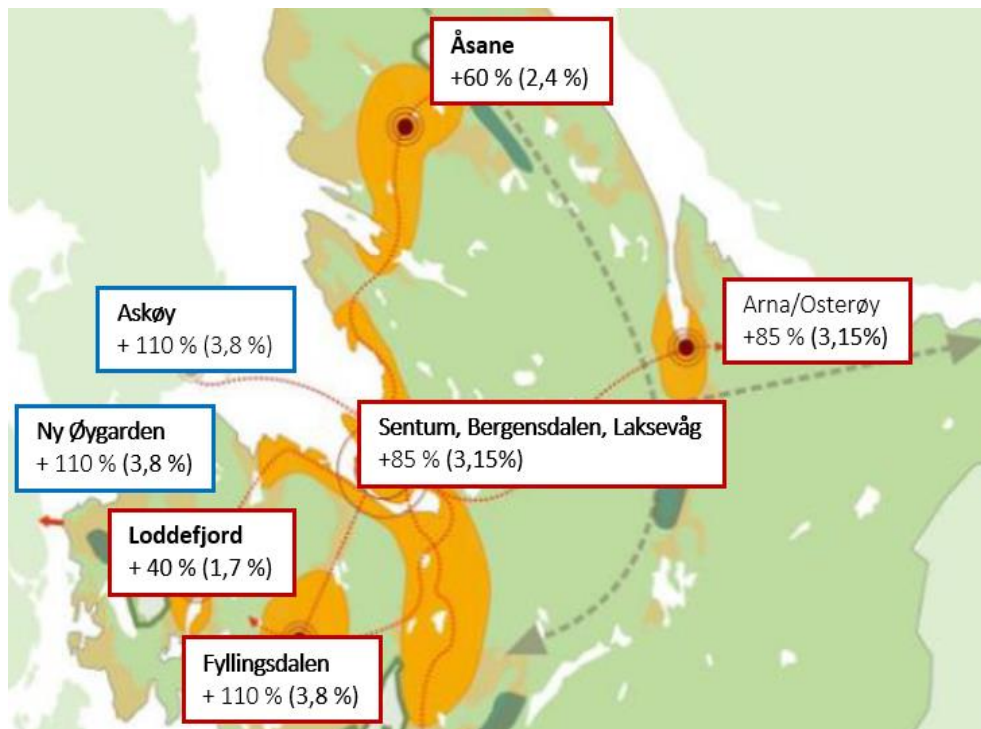 Åsane
+60 % (2,4 %)
Askøy
+ 110 % (3,8 %)
Arna/Osterøy
+85 % (3,15%)
Ny Øygarden
+ 110 % (3,8 %)
Sentum, Bergensdalen, Laksevåg
+85 % (3,15%)
Loddefjord
+ 40 % (1,7 %)
Fyllingsdalen
+ 110 % (3,8 %)